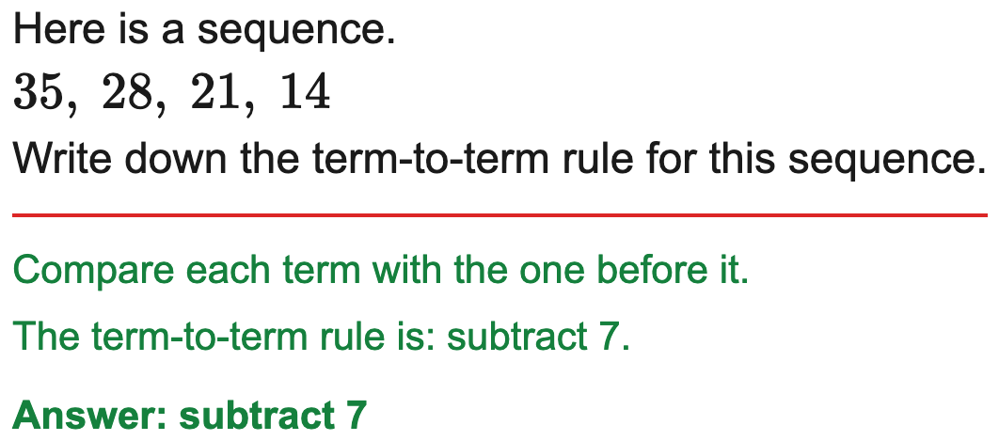 Here is a sequence.
35, 28, 21, 14
Write down the term-to-term rule for this sequence.
Compare each term with the one before it.
The term-to-term rule is: subtract 7.
Answer: subtract 7